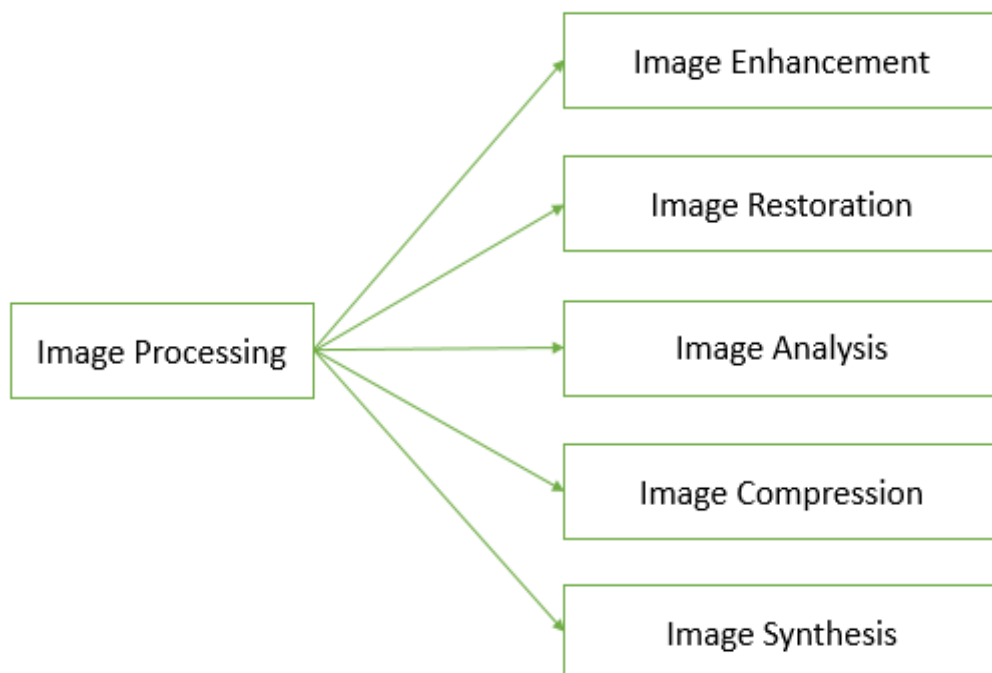 Image Enhancement
Image Restoration
Image Processing
Image Analysis
Image Compression
Image Synthesis